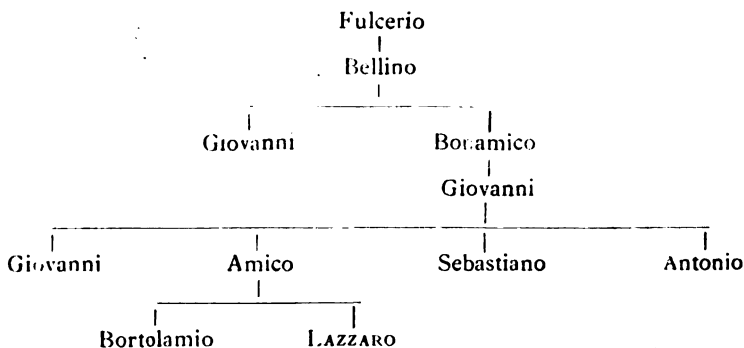 Fulcerio
Bellino
Giovanni Bonamico
Giovanni
Giovanni Amico Sebastiano Antonio
Bortolamio LAZZARO